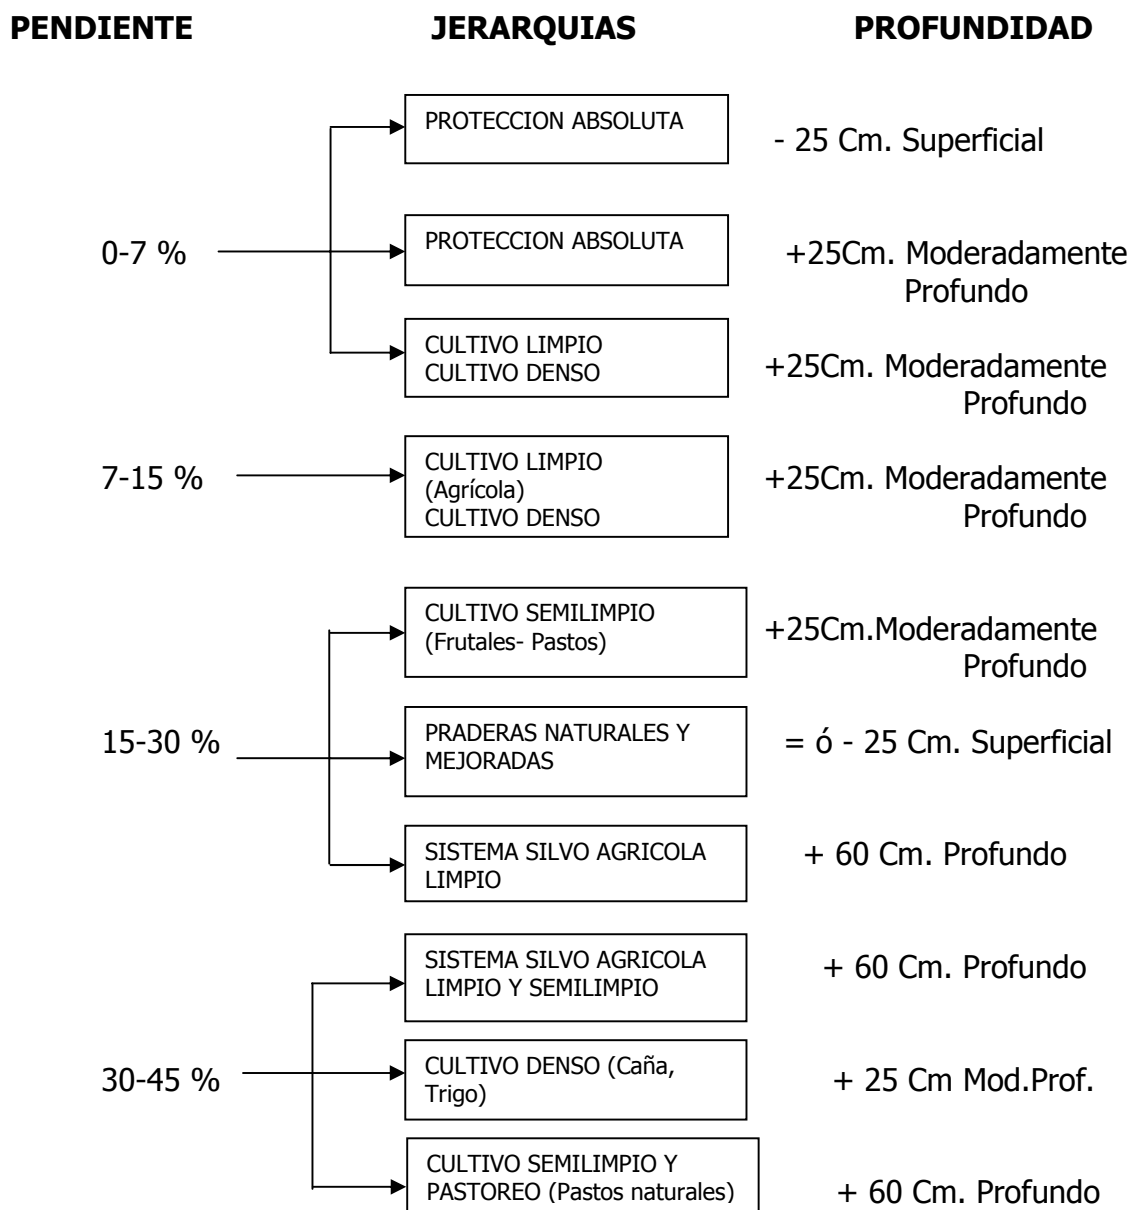 PENDIENTE JERARQUIAS PROFUNDIDAD
PROTECCION ABSOLUTA
- 25 Cm. Superficial
0-7 %
PROTECCION ABSOLUTA
+25Cm. Moderadamente
Profundo
CULTIVO LIMPIO
CULTIVO DENSO
+25Cm. Moderadamente
Profundo
7-15 %
CULTIVO LIMPIO
(Agrícola)
CULTIVO DENSO
+25Cm. Moderadamente
Profundo
15-30 %
CULTIVO SEMILIMPIO
(Frutales- Pastos)
+25Cm.Moderadamente
Profundo
PRADERAS NATURALES Y
MEJORADAS
= ó - 25 Cm. Superficial
SISTEMA SILVO AGRICOLA
LIMPIO
+ 60 Cm. Profundo
30-45 %
SISTEMA SILVO AGRICOLA
LIMPIO Y SEMILIMPIO
+ 60 Cm. Profundo
CULTIVO DENSO (Caña,
Trigo)
+ 25 Cm Mod.Prof.
CULTIVO SEMILIMPIO Y
PASTOREO (Pastos naturales)
+ 60 Cm. Profundo